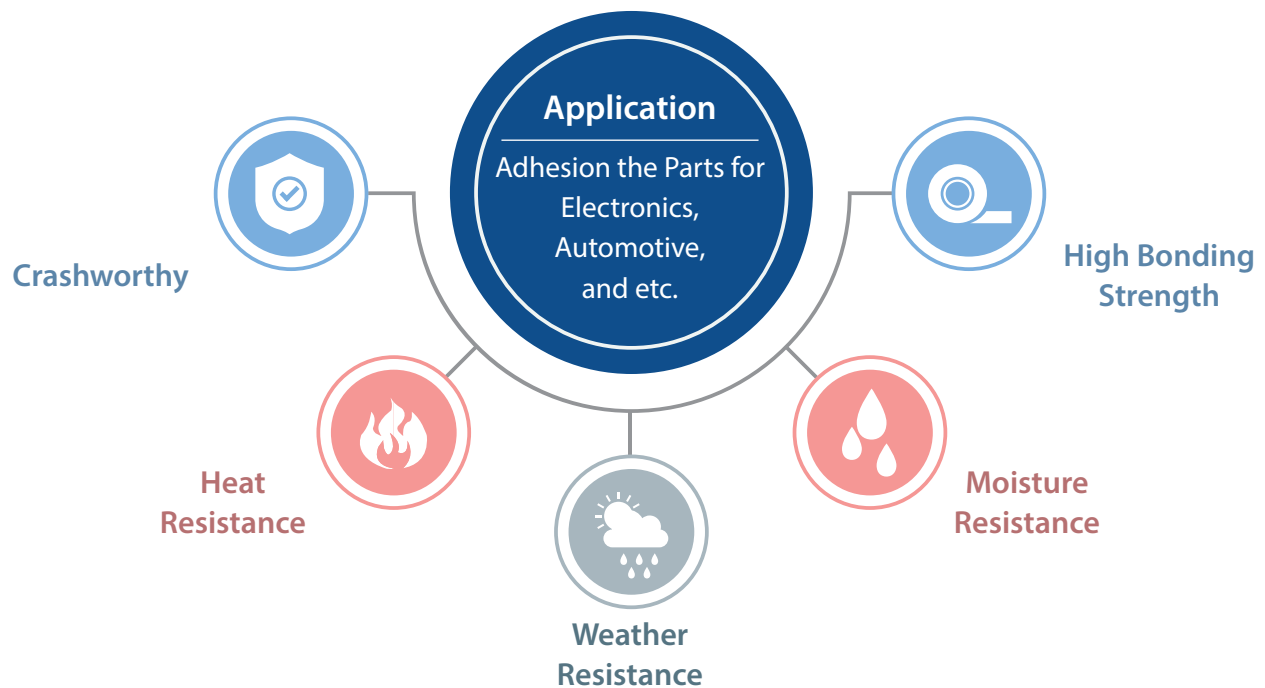 Application
Adhesion the Parts for
Electronics,
Automotive,
and etc.
Crashworthy
High Bonding
Strength
Heat
Resistance
Moisture
Resistance
Weather
Resistance